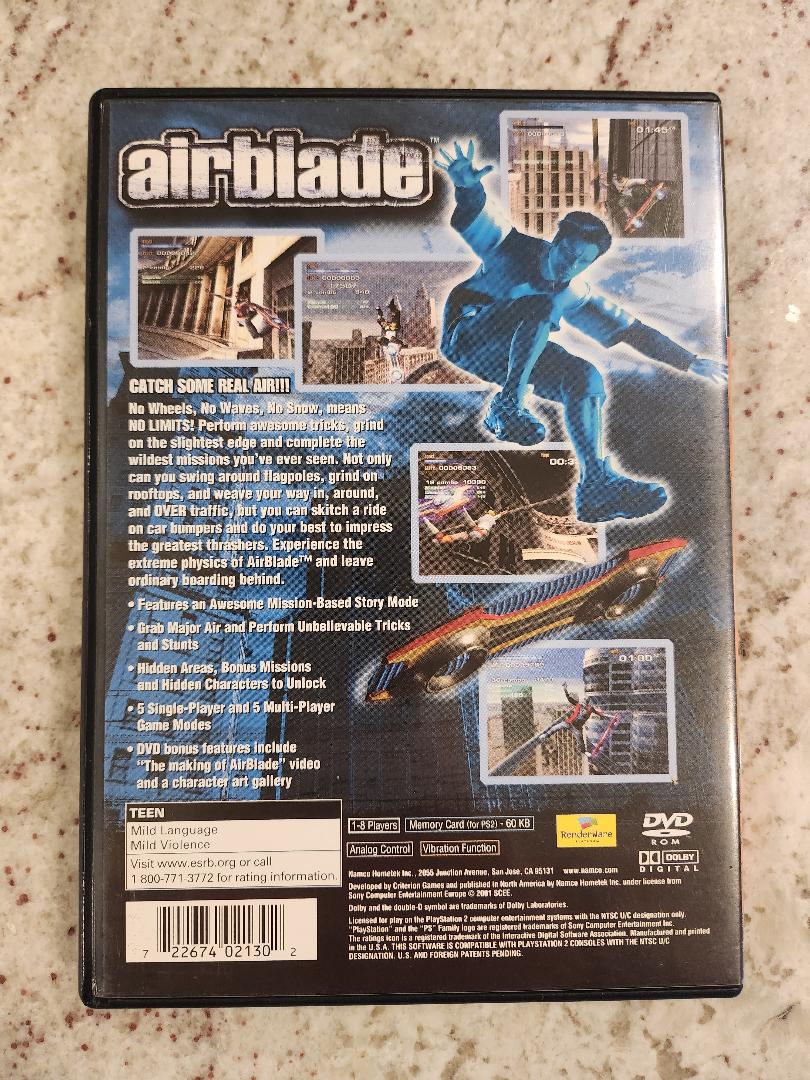 airblade™
01:45"
CATCH SOME REAL AIR!!!
No Wheels, No Waves, No Snow, means
NO LIMITS! Perform awesome tricks, grind
on the slightest edge and complete the
wildest missions you've ever seen. Not only
can you swing around flagpoles, grind on
rooftops, and weave your way in, around,
and OVER traffic, but you can skitch a ride
on car bumpers and do your best to impress
the greatest thrashers. Experience the
extreme physics of AirBlade™ and leave
ordinary boarding behind.
00:3
• Features an Awesome Mission-Based Story Mode
• Grab Major Air and Perform Unbelievable Tricks
and Stunts
• Hidden Areas, Bonus Missions
and Hidden Characters to Unlock
• 5 Single-Player and 5 Multi-Player
Game Modes
• DVD bonus features include
"The making of AirBlade" video
and a character art gallery
01:00"
TEEN
Mild Language
Mild Violence
Visit www.esrb.org or call
1 800-771-3772 for rating information.
1-8 Players
Memory Card (for PS2) - 60 KB
Analog Control
Vibration Function
RenderWare
DVD
ROM
DOLBY
DIGITAL
Namco Hometek Inc., 2055 Junction Avenue, San Jose, CA 95131 www.namco.com
Developed by Criterion Games and published in North America by Namco Hometek Inc. under license from
Sony Computer Entertainment Europe © 2001 SCEE.
Dolby and the double-D symbol are trademarks of Dolby Laboratories.
Licensed for play on the PlayStation 2 computer entertainment systems with the NTSC U/C designation only.
"PlayStation" and the "PS" Family logo are registered trademarks of Sony Computer Entertainment Inc.
The ratings icon is a registered trademark of the Interactive Digital Software Association. Manufactured and printed
in the U.S.A. THIS SOFTWARE IS COMPATIBLE WITH PLAYSTATION 2 CONSOLES WITH THE NTSC U/C
DESIGNATION. U.S. AND FOREIGN PATENTS PENDING.
7 22674 02130 2